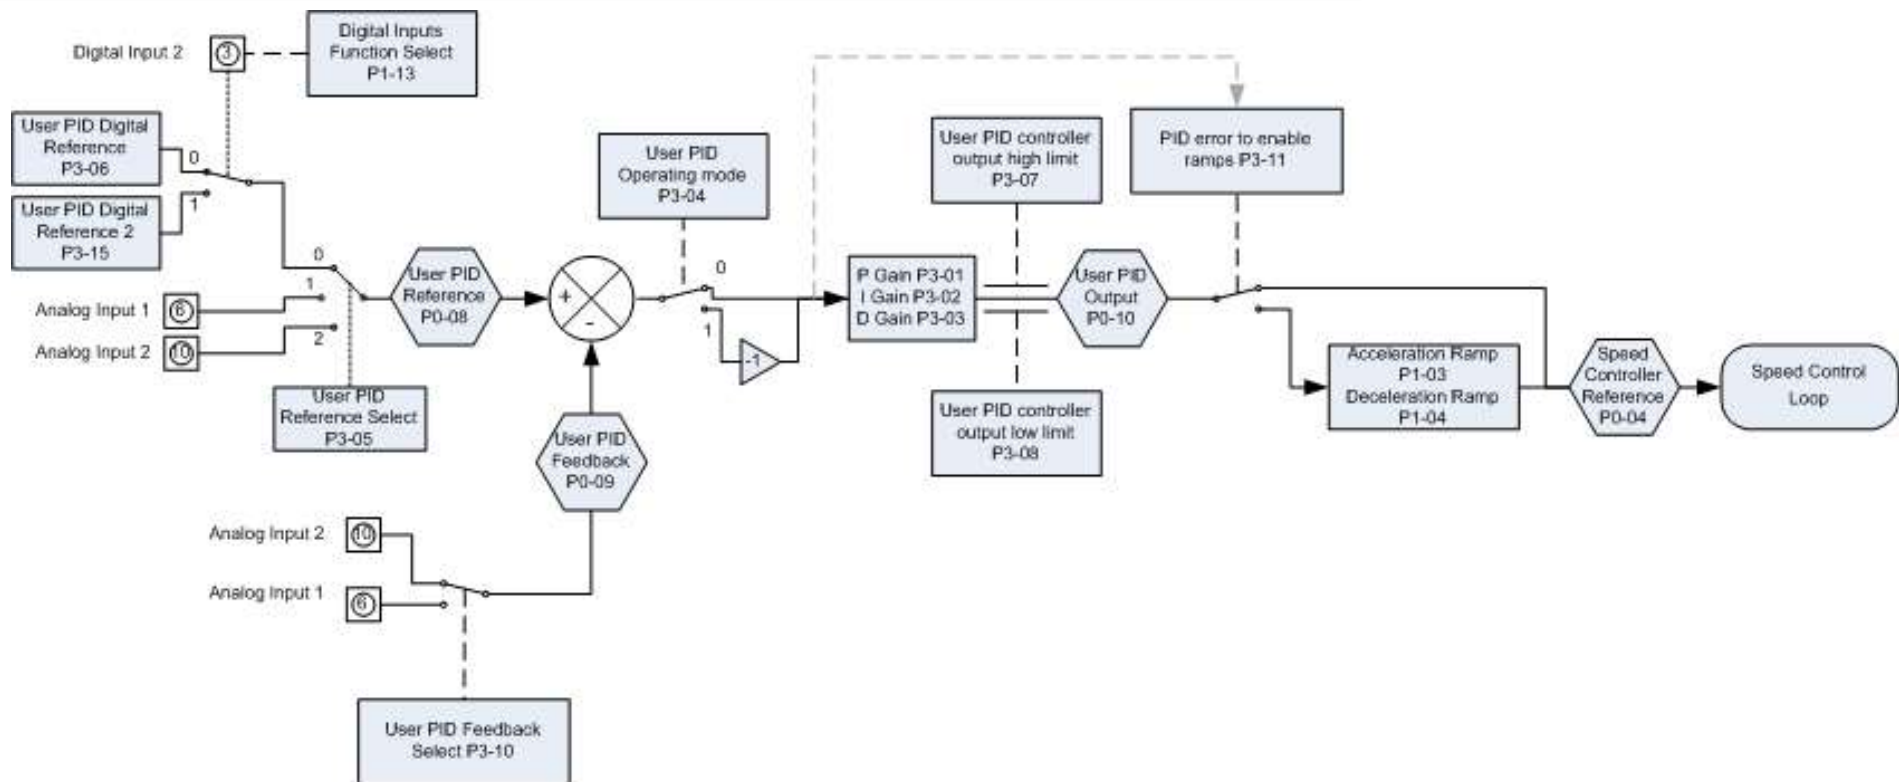 Digital Input 2
3
Digital Inputs
Function Select
P1-13
User PID Digital
Reference
P3-06
0
1
User PID Digital
Reference 2
P3-15
Analog Input 1
6
Analog Input 2
10
0
1
2
User PID
Reference Select
P3-05
User PID
Reference
P0-08
+
-
User PID
Feedback
P0-09
Analog Input 2
10
Analog Input 1
6
User PID Feedback
Select P3-10
User PID
Operating mode
P3-04
0
1
-1
P Gain P3-01
I Gain P3-02
D Gain P3-03
User PID controller
output high limit
P3-07
User PID controller
output low limit
P3-08
User PID
Output
P0-10
PID error to enable
ramps P3-11
Acceleration Ramp
P1-03
Deceleration Ramp
P1-04
Speed
Controller
Reference
P0-04
Speed Control
Loop